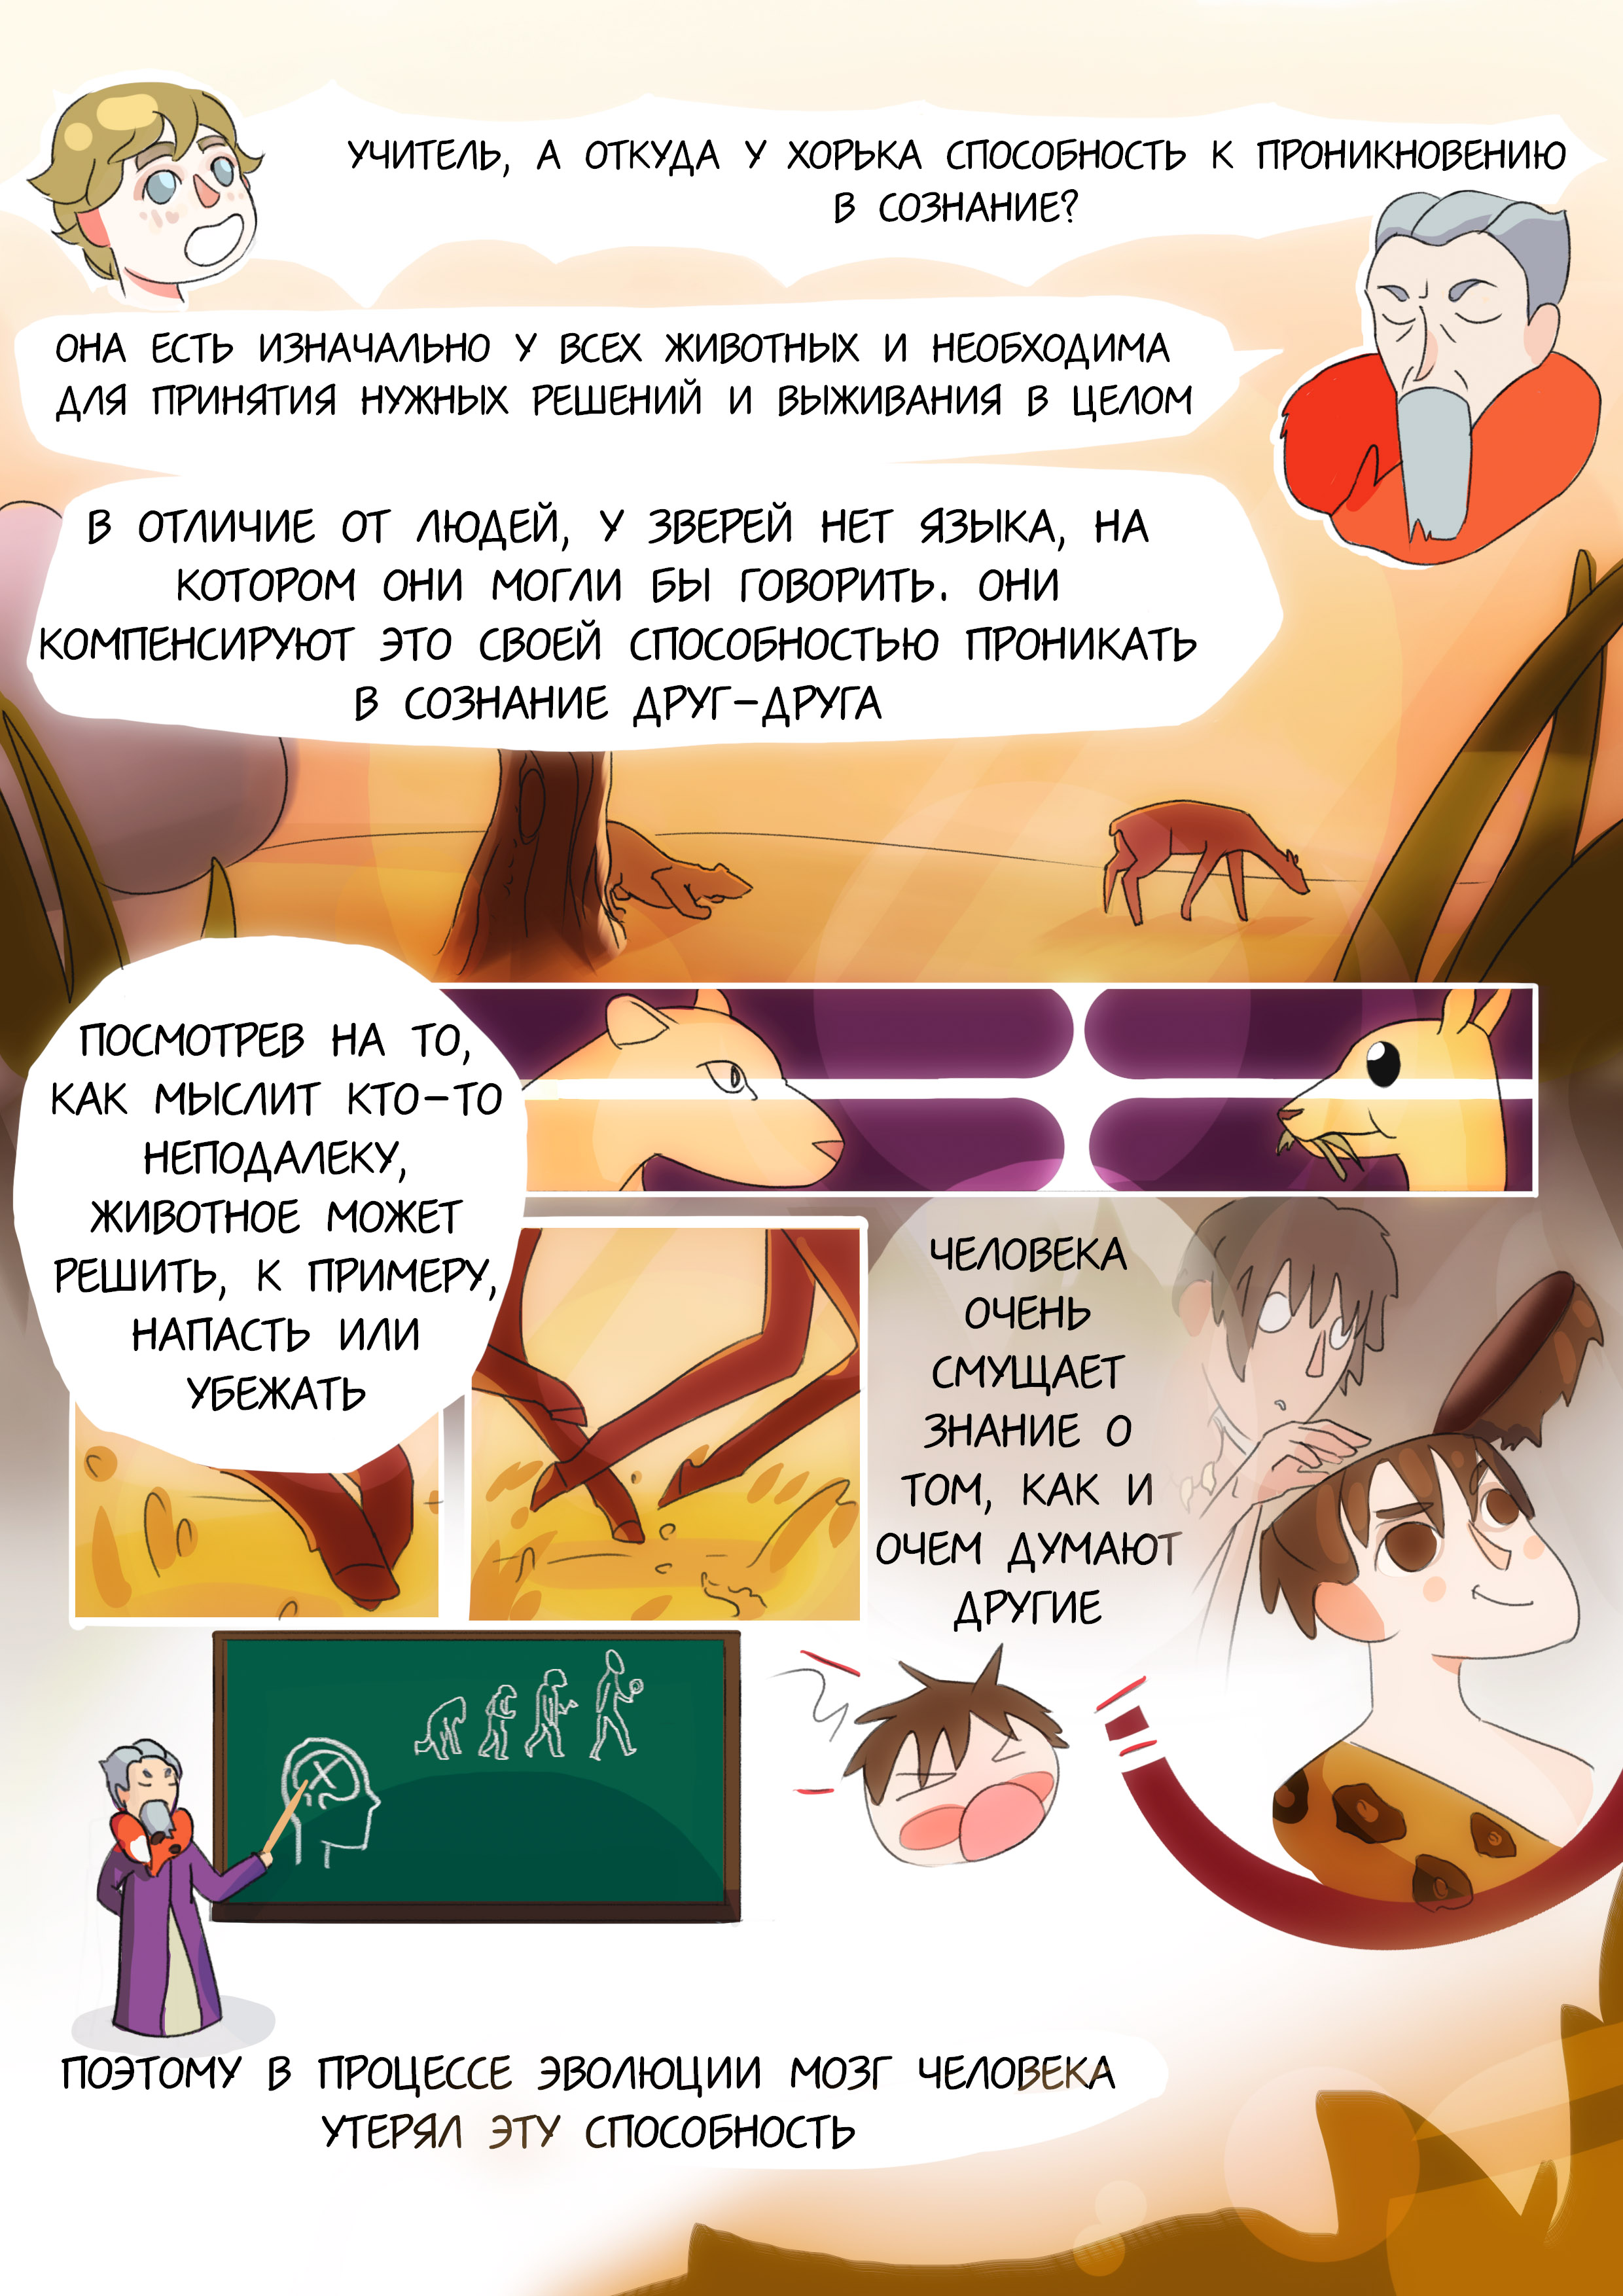 УЧИТЕЛЬ, А ОТКУДА У ХОРЬКА СПОСОБНОСТЬ К ПРОНИКНОВЕНИЮ
В СОЗНАНИЕ?
ОНА ЕСТЬ ИЗНАЧАЛЬНО У ВСЕХ ЖИВОТНЫХ И НЕОБХОДИМА
ДЛЯ ПРИНЯТИЯ НУЖНЫХ РЕШЕНИЙ И ВЫЖИВАНИЯ В ЦЕЛОМ
В ОТЛИЧИЕ ОТ ЛЮДЕЙ, У ЗВЕРЕЙ НЕТ ЯЗЫКА, НА
КОТОРОМ ОНИ МОГЛИ БЫ ГОВОРИТЬ. ОНИ
КОМПЕНСИРУЮТ ЭТО СВОЕЙ СПОСОБНОСТЬЮ ПРОНИКАТЬ
В СОЗНАНИЕ ДРУГ-ДРУГА
ПОСМОТРЕВ НА ТО,
КАК МЫСЛИТ КТО-ТО
НЕПОДАЛЕКУ,
ЖИВОТНОЕ МОЖЕТ
РЕШИТЬ, К ПРИМЕРУ,
НАПАСТЬ ИЛИ
УБЕЖАТЬ
ЧЕЛОВЕКА
ОЧЕНЬ
СМУЩАЕТ
ЗНАНИЕ О
ТОМ, КАК И
ОЧЕМ ДУМАЮТ
ДРУГИЕ
ПОЭТОМУ В ПРОЦЕССЕ ЭВОЛЮЦИИ МОЗГ ЧЕЛОВЕКА
УТЕРЯЛ ЭТУ СПОСОБНОСТЬ